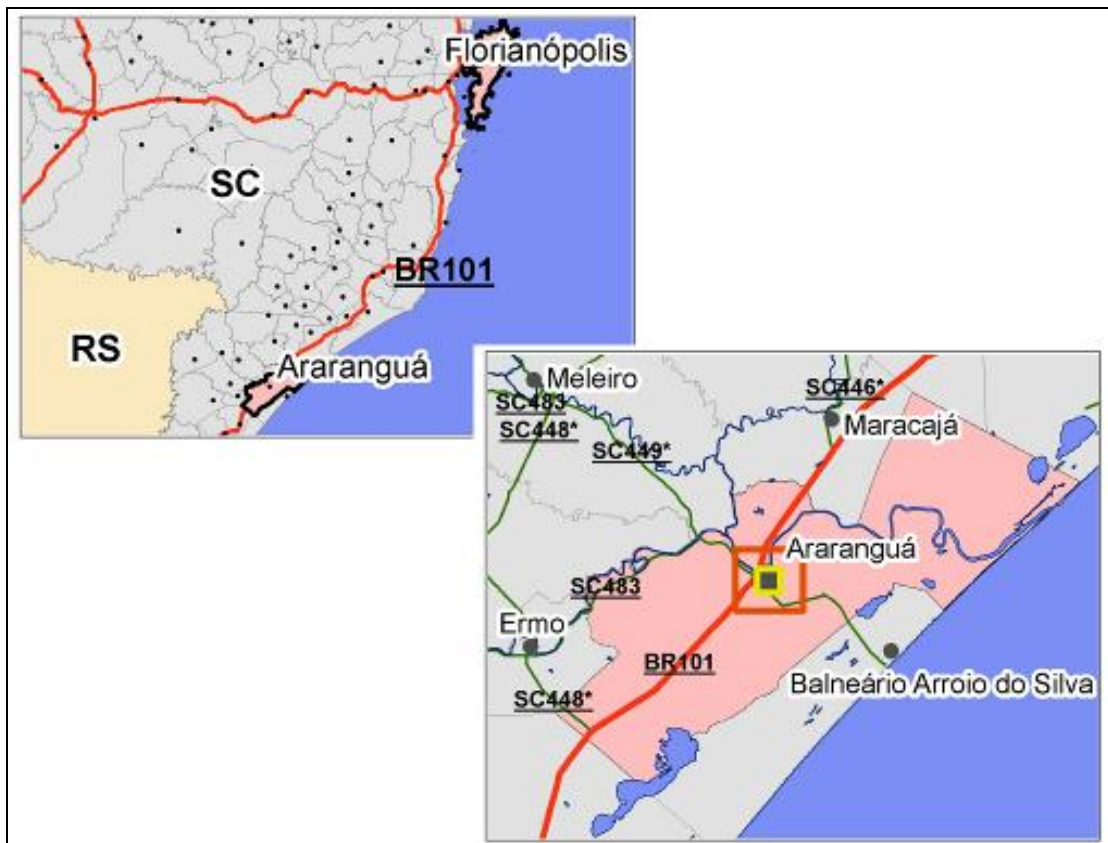 Florianópolis
SC
BR101
RS
Araranguá
Meleiro
SC446*
SC483
Maracajá
SC448*
SC449*
Araranguá
SC483
Ermo
BR101
Balneário Arroio do Silva
SC448*